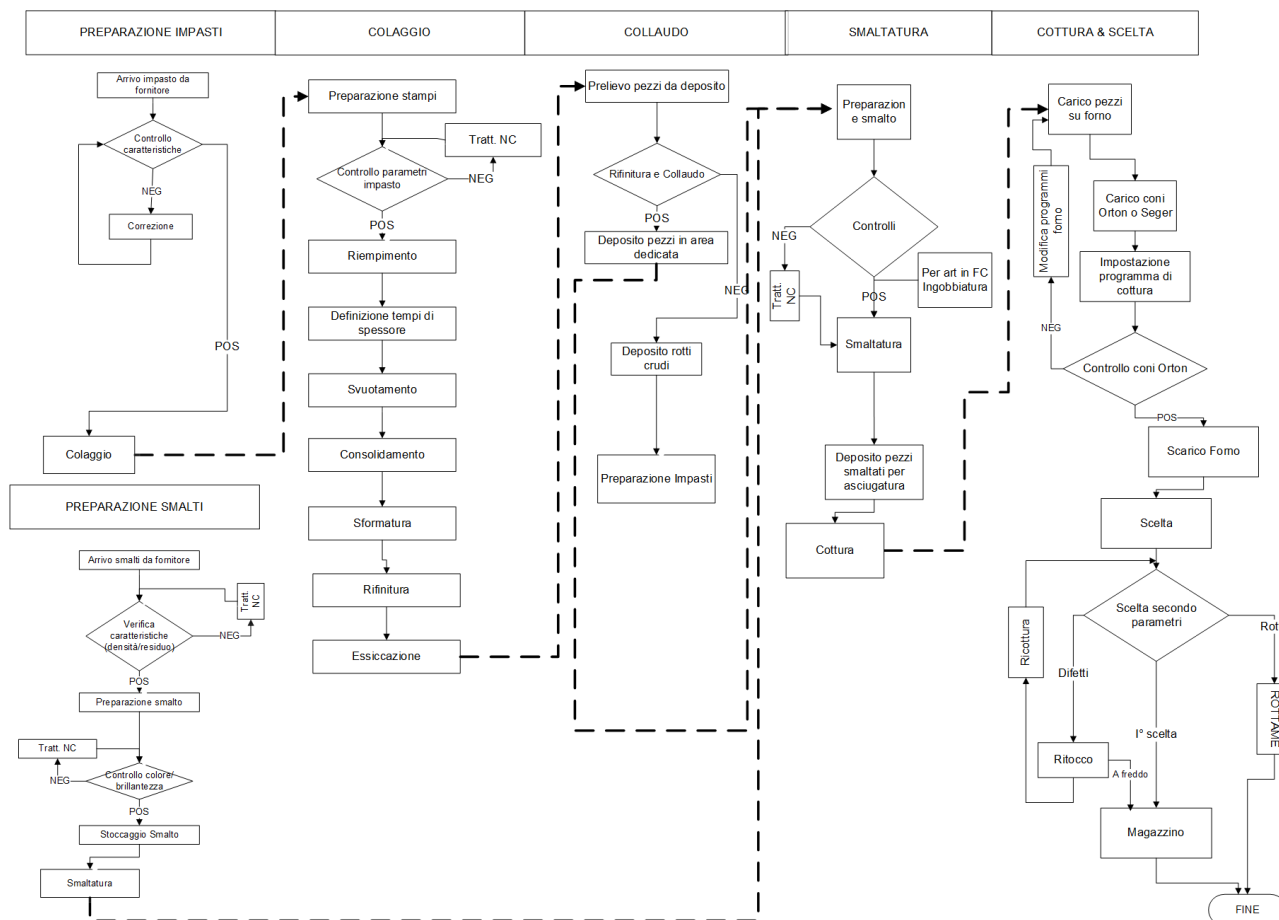 PREPARAZIONE IMPASTI
COLAGGIO
COLLAUDO
SMALTATURA
COTTURA & SCELTA
Arrivo impasto da
fornitore
Controllo
caratteristiche
NEG
Correzione
POS
Colaggio
PREPARAZIONE SMALTI
Arrivo smalti da fornitore
Tratt.
NC
Verifica
caratteristiche
(densità/residuo)
NEG
POS
Preparazione smalto
Tratt. NC
Controllo colore/
brillantezza
NEG
POS
Stoccaggio Smalto
Smaltatura
Preparazione stampi
Tratt. NC
Controllo parametri
impasto
NEG
POS
Riempimento
Definizione tempi di
spessore
Svuotamento
Consolidamento
Sformatura
Rifinitura
Essiccazione
Prelievo pezzi da deposito
Rifinitura e Collaudo
POS
Deposito pezzi in area
dedicata
NEG
Deposito rotti
crudi
Preparazione Impasti
Preparazion
e smalto
Controlli
NEG
Tratt.
NC
Per art in FC
Ingobbiatura
POS
Smaltatura
Deposito pezzi
smaltati per
asciugatura
Cottura
Carico pezzi
su forno
Modifica programmi
forno
Carico coni
Orton o Seger
Impostazione
programma di
cottura
NEG
Controllo coni Orton
POS
Scarico Forno
Scelta
Scelta secondo
parametri
Rot
Ricottura
Difetti
ROTTAME
I° scelta
Ritocco
A freddo
Magazzino
FINE